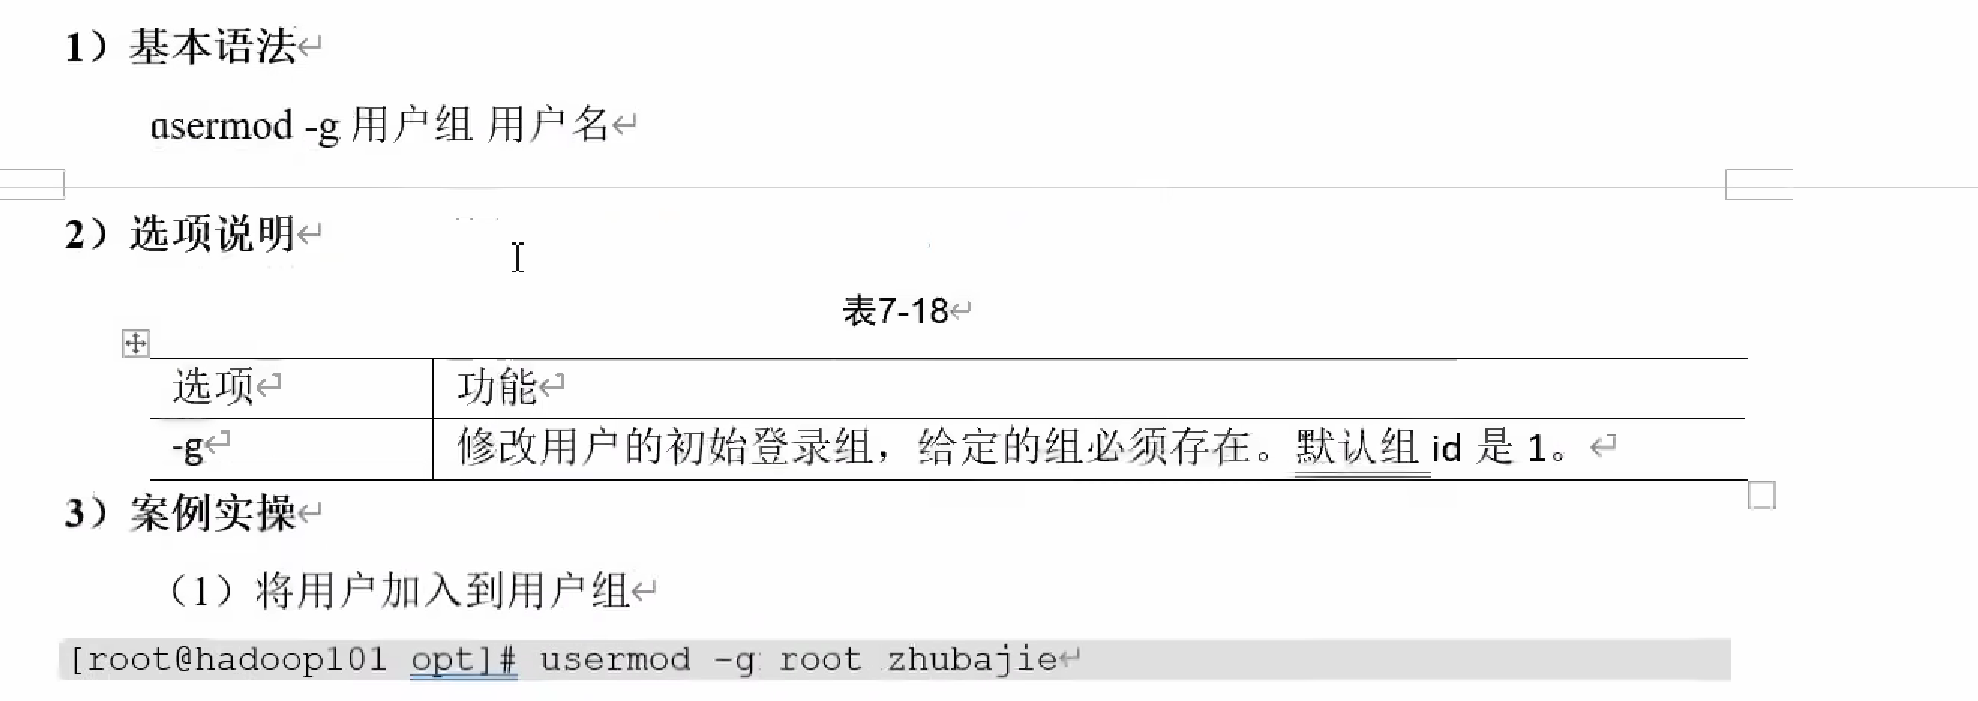 1）基本语法
usermod -g 用户组 用户名
2）选项说明
表7-18
选项 功能
-g 修改用户的初始登录组，给定的组必须存在。默认组 id 是 1。
3）案例实操
（1）将用户加入到用户组
[root@hadoop101 opt]# usermod -g root zhubajie